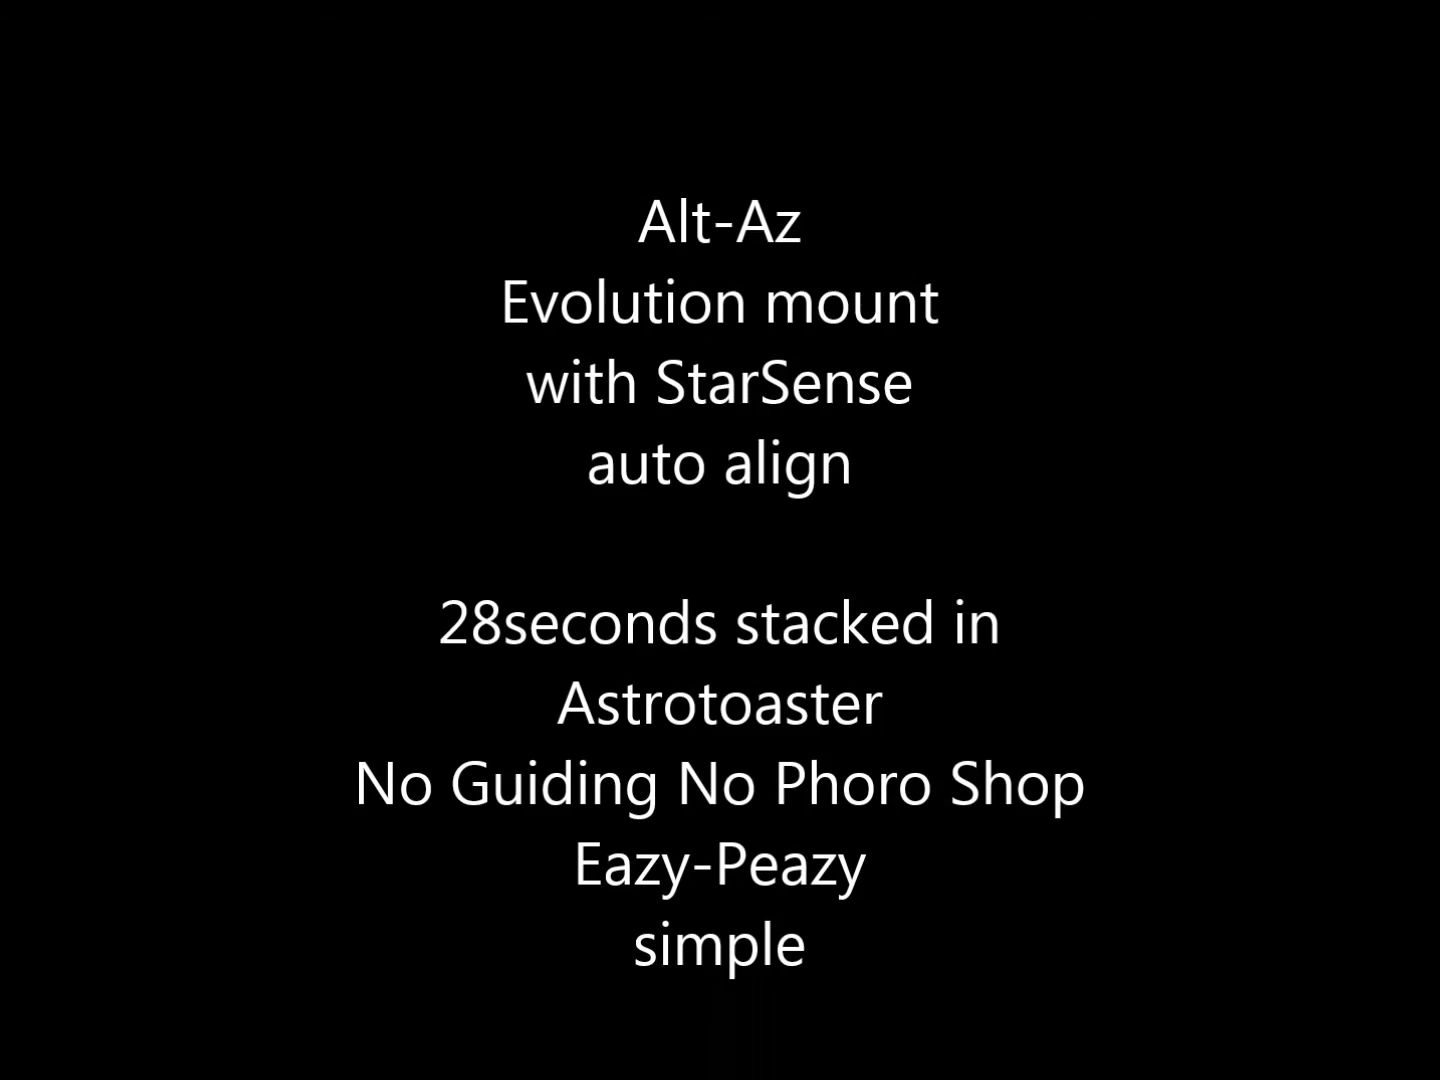 Alt-Az
Evolution mount
with StarSense
auto align
28seconds stacked in
Astrotoaster
No Guiding No Phoro Shop
Eazy-Peazy
simple